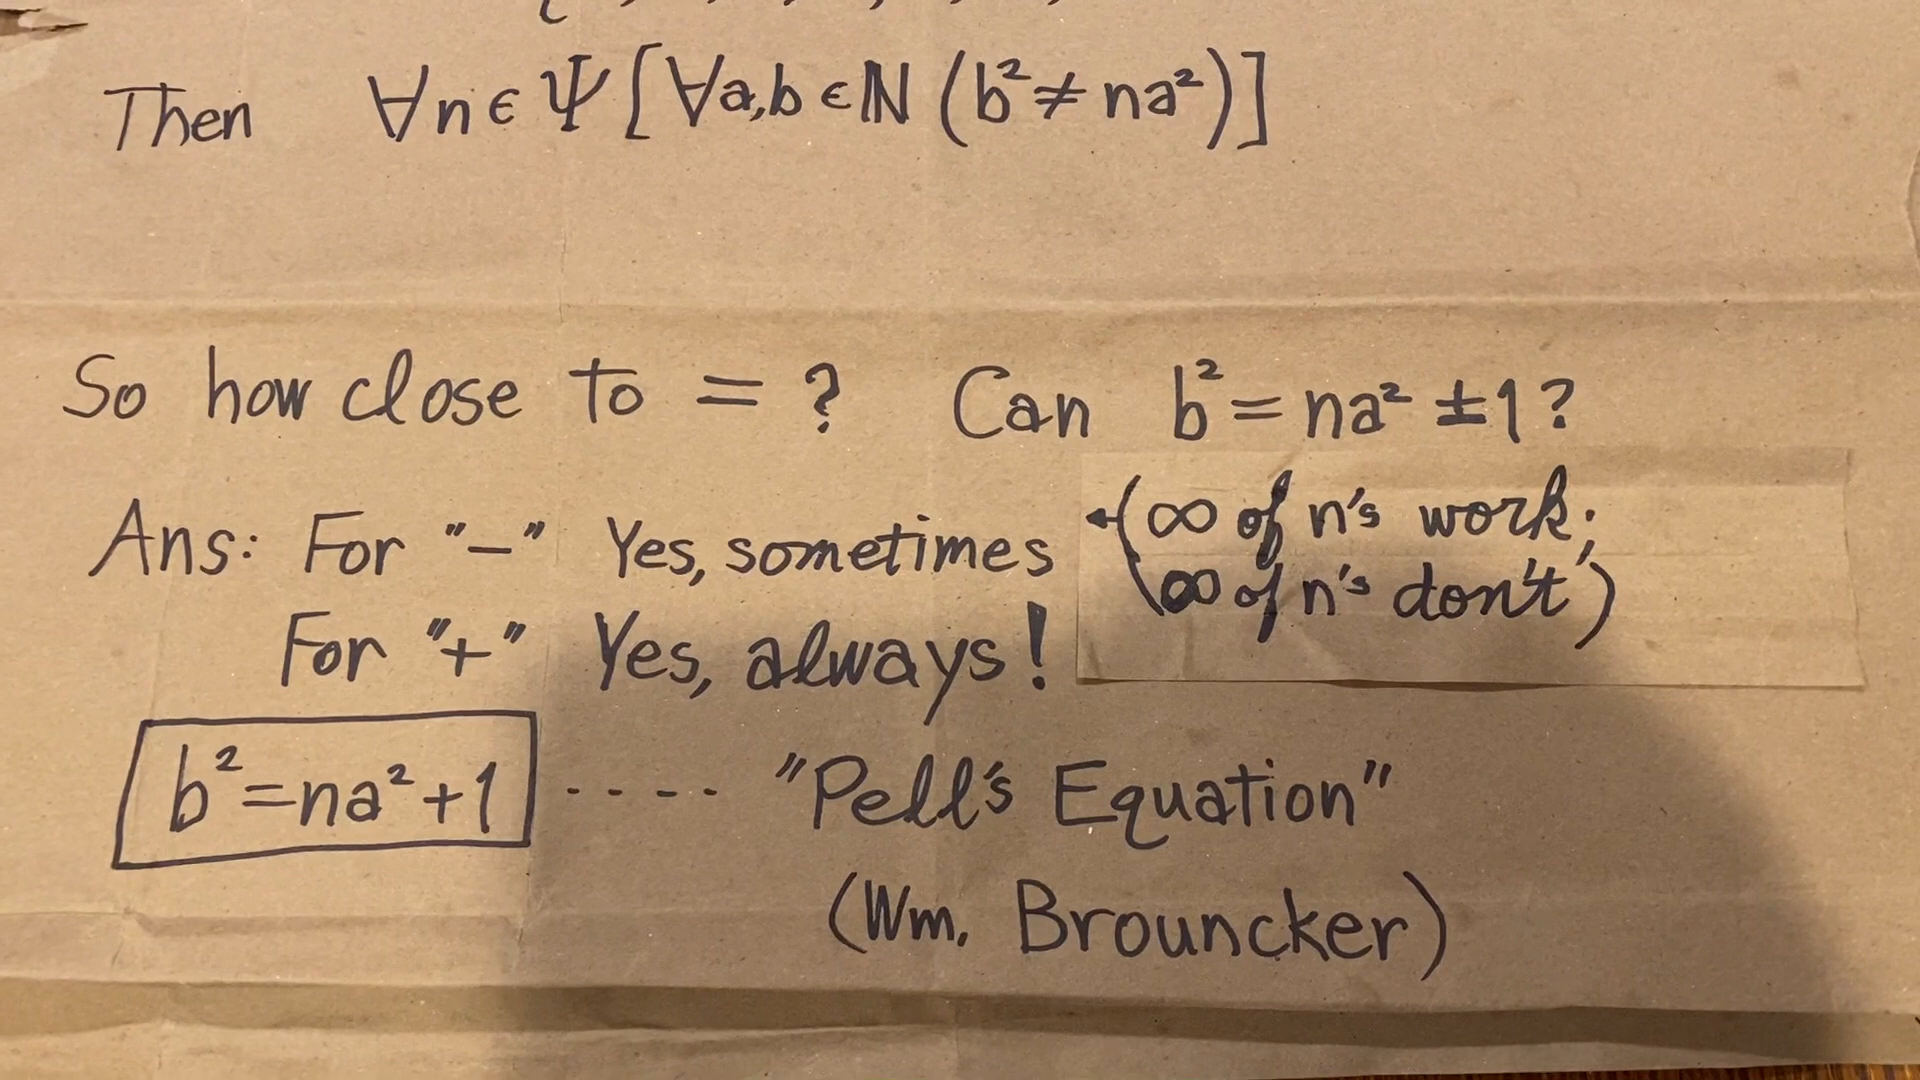 Then ∀n ϵ Ψ [∀a,b ϵ ℕ (b² ≠ na²)]
So how close to = ? Can b² = na² ± 1?
(∞ of n's work;
Ans: For "−" Yes, sometimes
∞ of n's don't)
For "+" Yes, always!
b² = na² + 1 ---- "Pell's Equation"
(Wm. Brouncker)